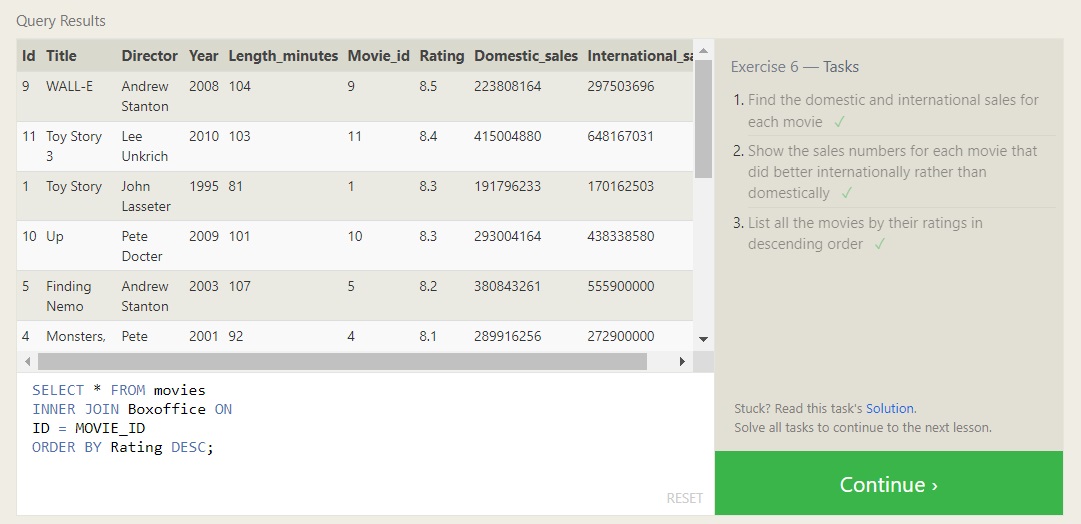 Query Results
Id Title Director Year Length_minutes Movie_id Rating Domestic_sales International_sa
9 WALL-E Andrew Stanton 2008 104 9 8.5 223808164 297503696
11 Toy Story 3 Lee Unkrich 2010 103 11 8.4 415004880 648167031
1 Toy Story John Lasseter 1995 81 1 8.3 191796233 170162503
10 Up Pete Docter 2009 101 10 8.3 293004164 438338580
5 Finding Nemo Andrew Stanton 2003 107 5 8.2 380843261 555900000
4 Monsters, Pete 2001 92 4 8.1 289916256 272900000
SELECT * FROM movies
INNER JOIN Boxoffice ON
ID = MOVIE_ID
ORDER BY Rating DESC;
RESET
Exercise 6 — Tasks
1. Find the domestic and international sales for
each movie ✓
2. Show the sales numbers for each movie that
did better internationally rather than
domestically ✓
3. List all the movies by their ratings in
descending order ✓
Stuck? Read this task's Solution.
Solve all tasks to continue to the next lesson.
Continue ›